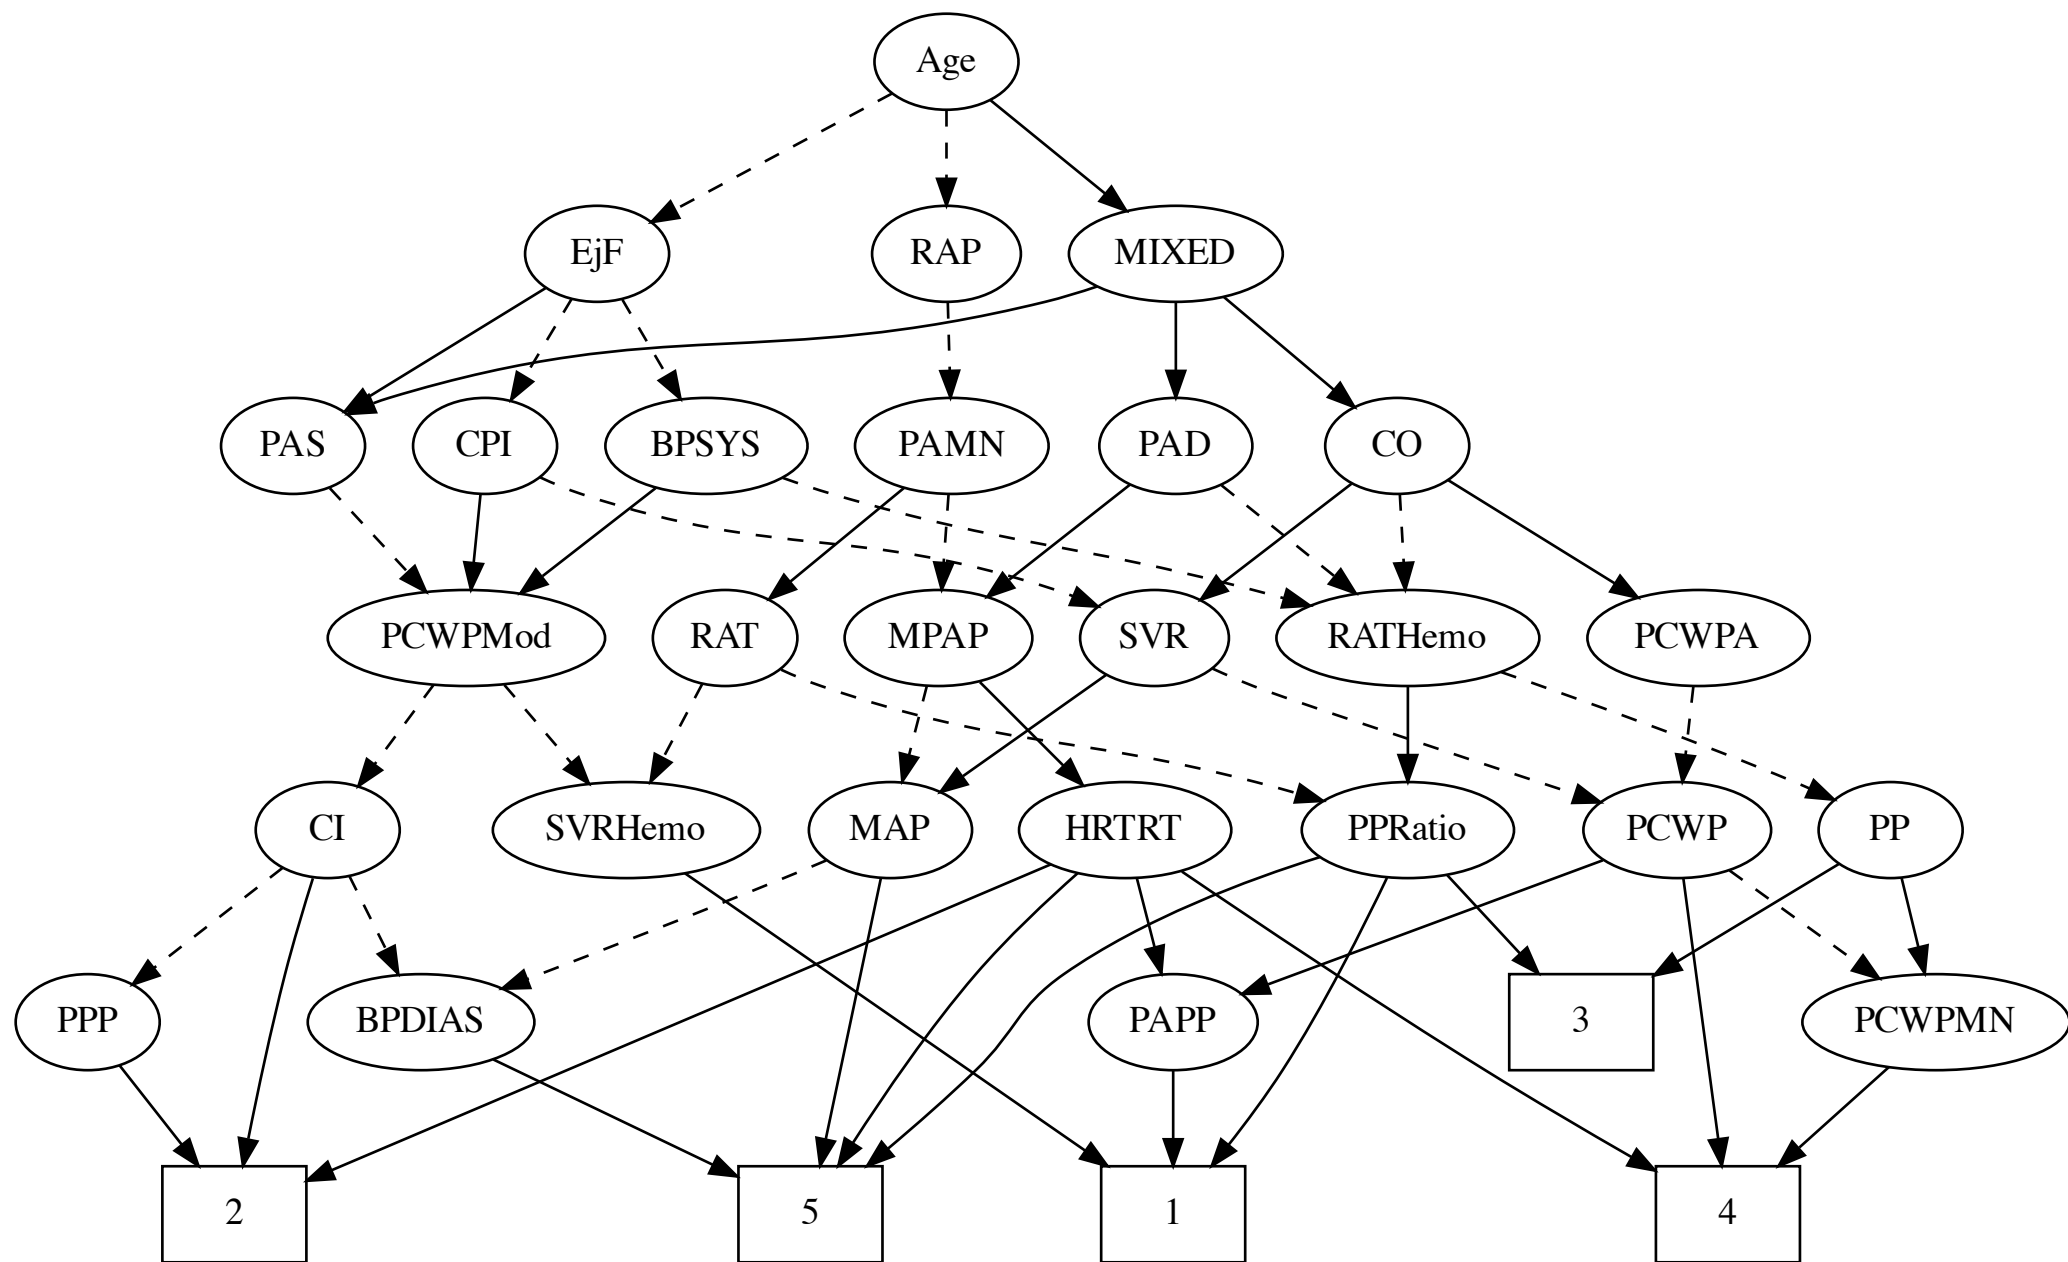 Age
EjF
RAP
MIXED
PAS
CPI
BPSYS
PAMN
PAD
CO
PCWPMod
RAT
MPAP
SVR
RATHemo
PCWPA
CI
SVRHemo
MAP
HRTRT
PPRatio
PCWP
PP
PPP
BPDIAS
PAPP
3
PCWPMN
2
5
1
4